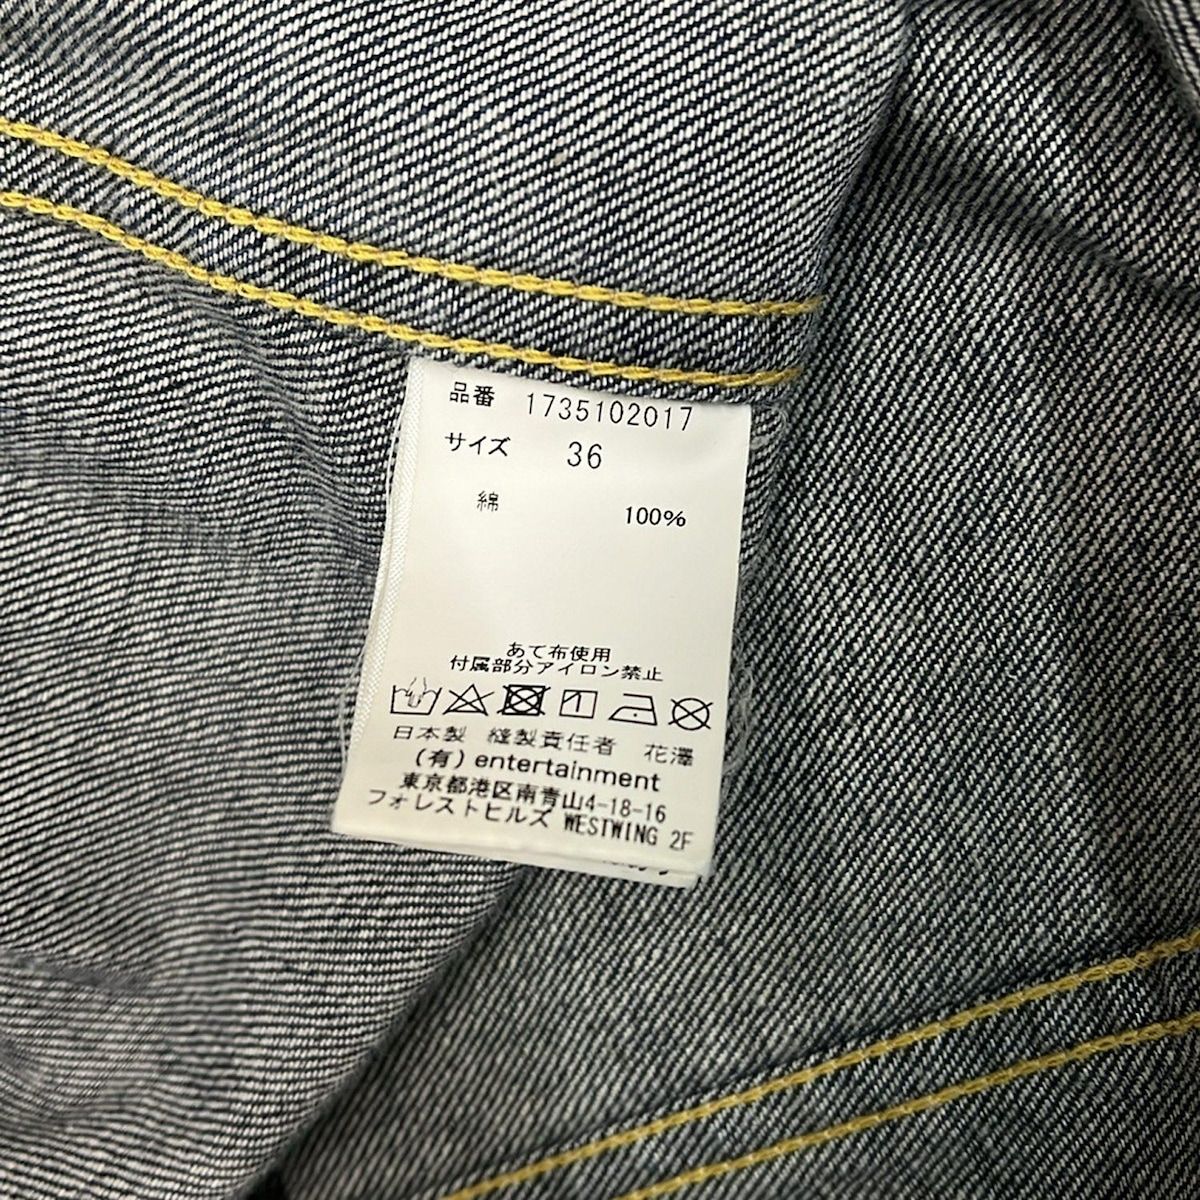 品番 1735102017
サイズ 36
綿 100%
あて布使用
付属部分アイロン禁止
日本製 縫製責任者 花澤
(有) entertainment
東京都港区南青山4-18-16
フォレストヒルズ WESTWING 2F